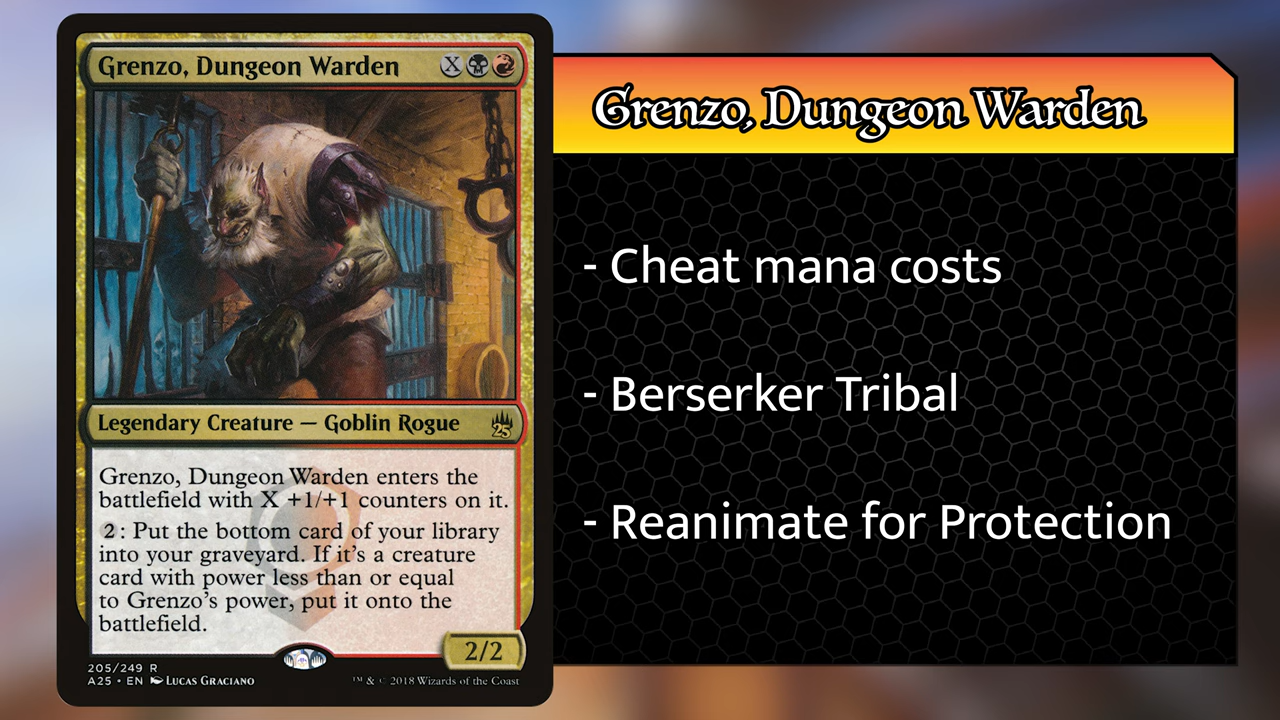 Grenzo, Dungeon Warden X
Legendary Creature — Goblin Rogue 25
Grenzo, Dungeon Warden enters the
battlefield with X +1/+1 counters on it.
2: Put the bottom card of your library
into your graveyard. If it's a creature
card with power less than or equal
to Grenzo's power, put it onto the
battlefield.
2/2
205/249 R
A25 • EN LUCAS GRACIANO
™ & © 2018 Wizards of the Coast
Grenzo, Dungeon Warden
- Cheat mana costs
- Berserker Tribal
- Reanimate for Protection